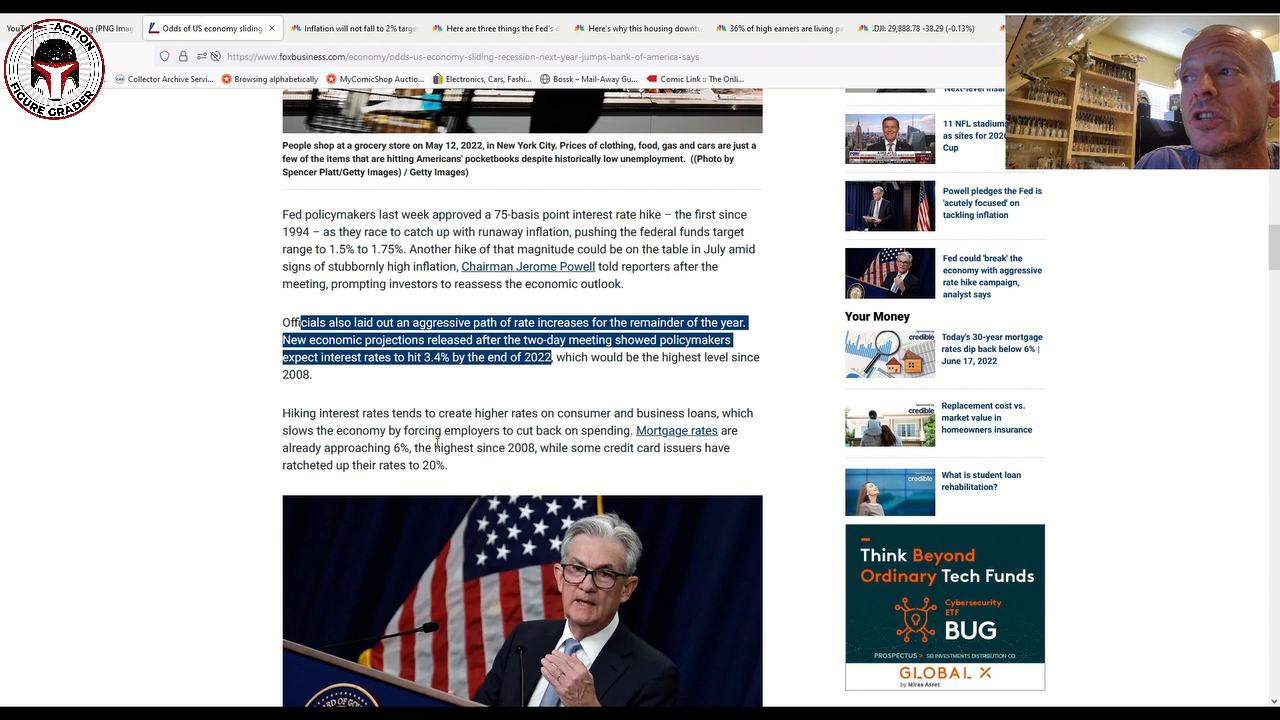 YouT
ng (PNG Imag
Odds of US economy sliding
Inflation will not fall to 2% targe
Here are three things the Fed's d
Here's why this housing downtu
36% of high earners are living pa
.DJI: 29,888.78 -38.29 (-0.13%)
https://www.foxbusiness.com/economy/odds-us-economy-sliding-recession-next-year-jumps-bank-of-america-says
Collector Archive Servi...
Browsing alphabetically
MyComicShop Auctio...
Electronics, Cars, Fashi...
Bossk – Mail-Away Gu...
Comic Link :: The Onli...
ACTION
FIGURE GRADER
People shop at a grocery store on May 12, 2022, in New York City. Prices of clothing, food, gas and cars are just a
few of the items that are hitting Americans' pocketbooks despite historically low unemployment. ((Photo by
Spencer Platt/Getty Images) / Getty Images)
Fed policymakers last week approved a 75-basis point interest rate hike – the first since
1994 – as they race to catch up with runaway inflation, pushing the federal funds target
range to 1.5% to 1.75%. Another hike of that magnitude could be on the table in July amid
signs of stubbornly high inflation, Chairman Jerome Powell told reporters after the
meeting, prompting investors to reassess the economic outlook.
Officials also laid out an aggressive path of rate increases for the remainder of the year.
New economic projections released after the two-day meeting showed policymakers
expect interest rates to hit 3.4% by the end of 2022, which would be the highest level since
2008.
Hiking interest rates tends to create higher rates on consumer and business loans, which
slows the economy by forcing employers to cut back on spending. Mortgage rates are
already approaching 6%, the highest since 2008, while some credit card issuers have
ratcheted up their rates to 20%.
11 NFL stadiums
as sites for 202
Cup
Powell pledges the Fed is
'acutely focused' on
tackling inflation
Fed could 'break' the
economy with aggressive
rate hike campaign,
analyst says
Your Money
Today's 30-year mortgage
rates dip back below 6% |
June 17, 2022
Replacement cost vs.
market value in
homeowners insurance
What is student loan
rehabilitation?
Think Beyond
Ordinary Tech Funds
Cybersecurity
ETF
BUG
PROSPECTUS > SEI INVESTMENTS DISTRIBUTION CO.
GLOBAL X
by Mirae Asset